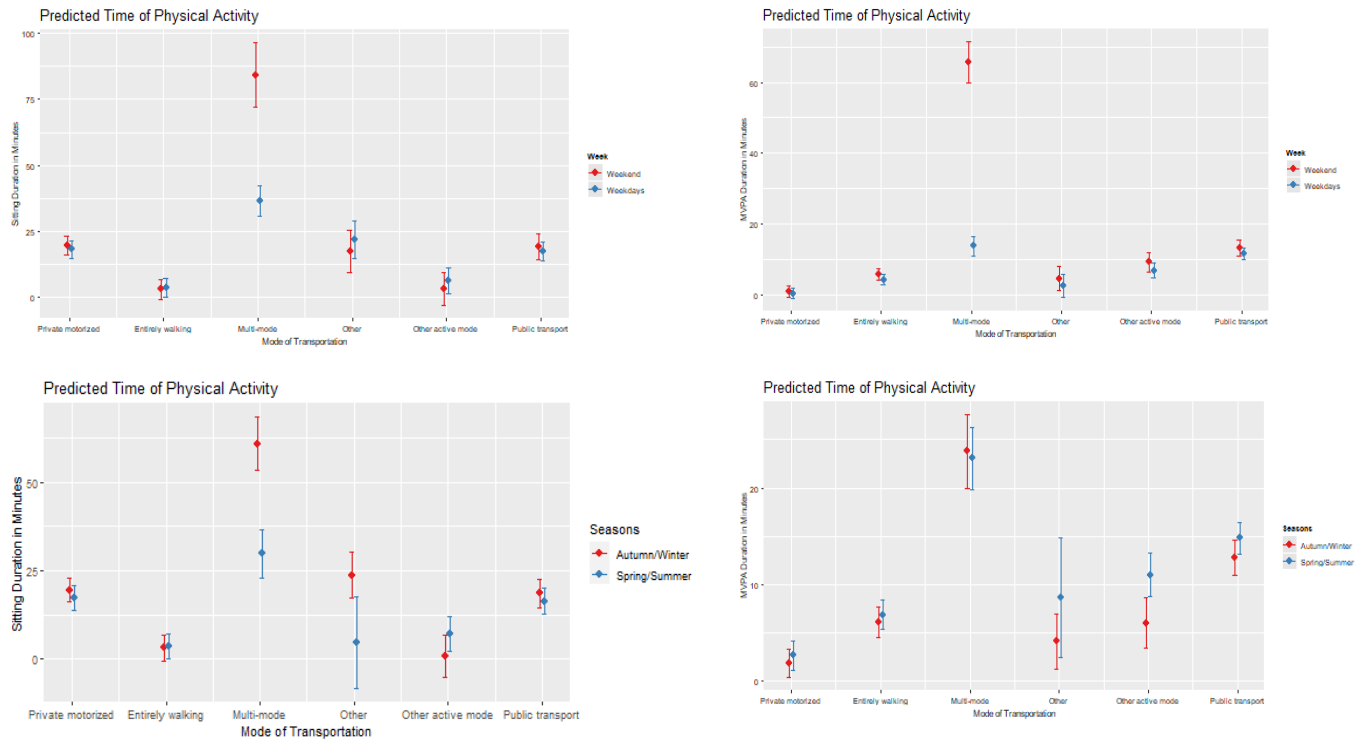 Predicted Time of Physical Activity
100
75
50
25
0
Sitting Duration in Minutes
Private motorized
Entirely walking
Multi-mode
Other
Other active mode
Public transport
Mode of Transportation
Week
Weekend
Weekdays
Predicted Time of Physical Activity
60
40
20
0
MVPA Duration in Minutes
Private motorized
Entirely walking
Multi-mode
Other
Other active mode
Public transport
Mode of Transportation
Week
Weekend
Weekdays
Predicted Time of Physical Activity
50
25
0
Sitting Duration in Minutes
Private motorized
Entirely walking
Multi-mode
Other
Other active mode
Public transport
Mode of Transportation
Seasons
Autumn/Winter
Spring/Summer
Predicted Time of Physical Activity
20
10
0
MVPA Duration in Minutes
Private motorized
Entirely walking
Multi-mode
Other
Other active mode
Public transport
Mode of Transportation
Seasons
Autumn/Winter
Spring/Summer